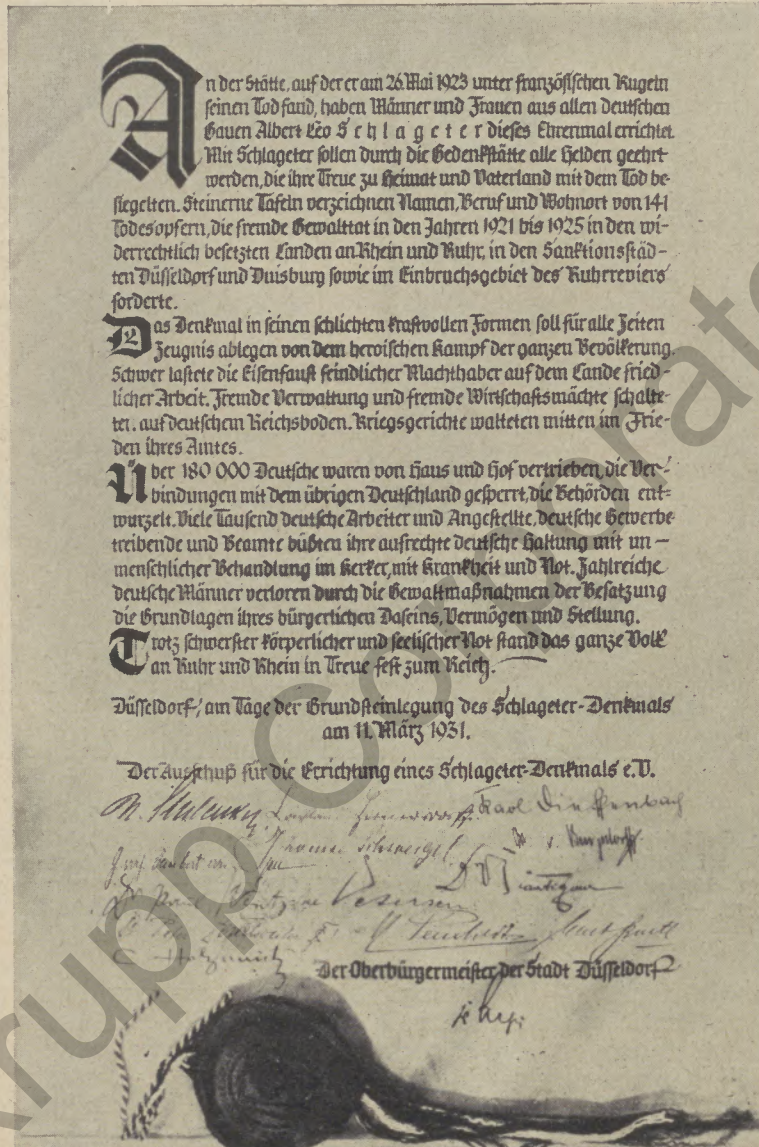 An der Stätte, auf der er am 26. Mai 1923 unter französischen Kugeln
seinen Tod fand, haben Männer und Frauen aus allen deutschen
Gauen Albert Leo Schlageter dieses Ehrenmal errichtet.
Mit Schlageter sollen durch die Gedenkstätte alle Helden geehrt
werden, die ihre Treue zu Heimat und Vaterland mit dem Tod be-
siegelten. Steinerne Tafeln verzeichnen Namen, Beruf und Wohnort von 141
Todesopfern, die fremde Gewalttat in den Jahren 1921 bis 1925 in den wi-
derrechtlich besetzten Landen an Rhein und Ruhr, in den Sanktionsstäd-
ten Düsseldorf und Duisburg sowie im Einbruchsgebiet des Ruhrreviers
forderte.
Das Denkmal in seinen schlichten kraftvollen Formen soll für alle Zeiten
Zeugnis ablegen von dem heroischen Kampf der ganzen Bevölkerung.
Schwer lastete die Eisenfaust feindlicher Machthaber auf dem Lande fried-
licher Arbeit. Fremde Verwaltung und fremde Wirtschaftsmächte schalte-
ten auf deutschem Reichsboden. Kriegsgerichte walteten mitten im Frie-
den ihres Amtes.
Über 180 000 Deutsche waren von Haus und Hof vertrieben, die Ver-
bindungen mit dem übrigen Deutschland gesperrt, die Behörden ent-
wurzelt. Viele Tausend deutsche Arbeiter und Angestellte, deutsche Gewerbe-
treibende und Beamte büßten ihre aufrechte deutsche Haltung mit un-
menschlicher Behandlung im Kerker, mit Krankheit und Not. Zahlreiche
deutsche Männer verloren durch die Gewaltmaßnahmen der Besatzung
die Grundlagen ihres bürgerlichen Daseins, Vermögen und Stellung.
Trotz schwerster körperlicher und seelischer Not stand das ganze Volk
an Ruhr und Rhein in Treue fest zum Reich.
Düsseldorf, am Tage der Grundsteinlegung des Schlageter-Denkmals
am 11. März 1931.
Der Ausschuß für die Errichtung eines Schlageter-Denkmals e.V.
Karl Dieffenbach
Der Oberbürgermeister der Stadt Düsseldorf
Krupp Corporate